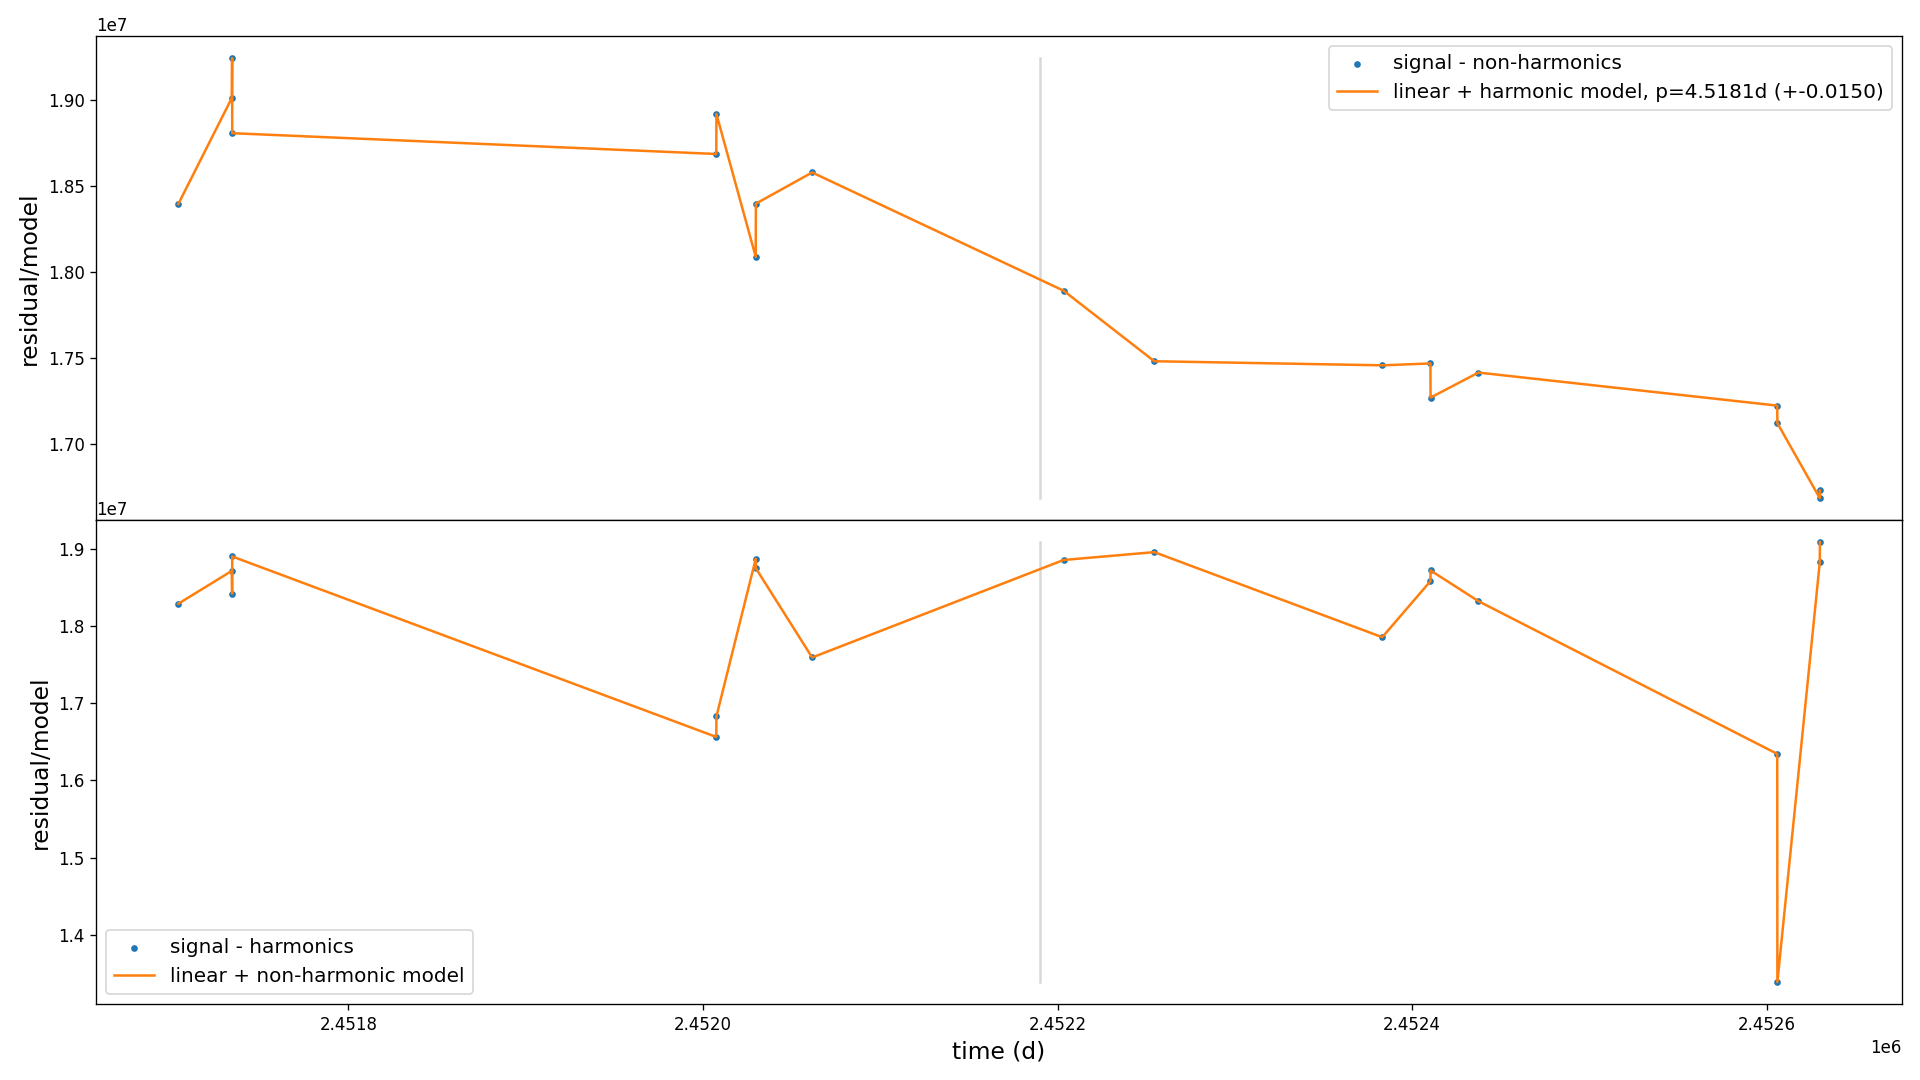 1e7
signal - non-harmonics
linear + harmonic model, p=4.5181d (+-0.0150)
1.90
1.85
1.80
1.75
1.70
residual/model
1e7
1.9
1.8
1.7
1.6
1.5
1.4
residual/model
signal - harmonics
linear + non-harmonic model
2.4518
2.4520
2.4522
2.4524
2.4526
time (d)
1e6